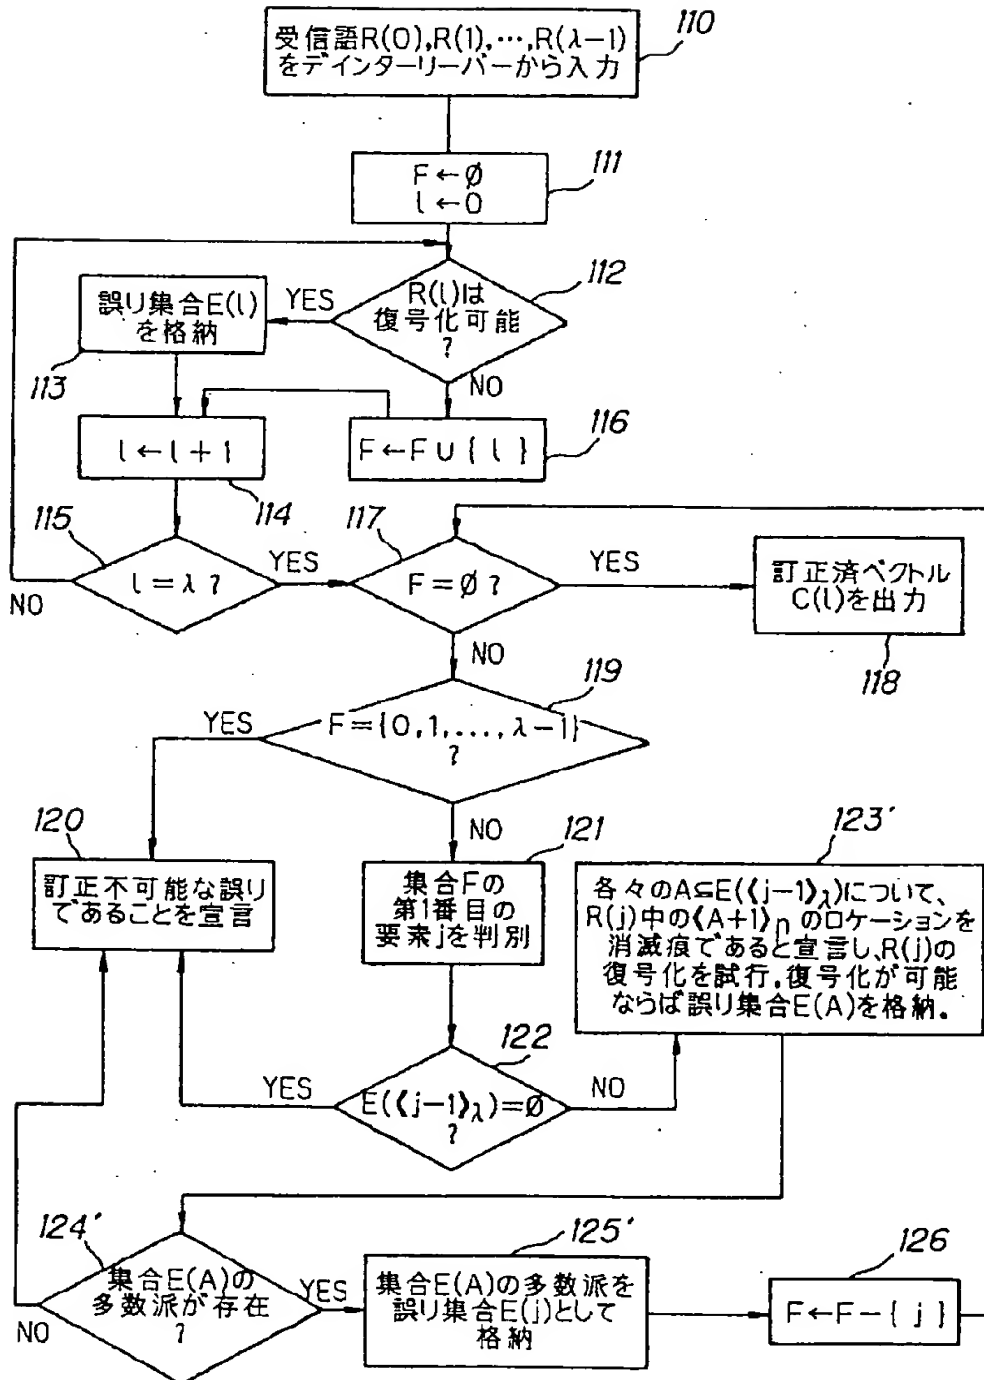 受信語R(0),R(1),…,R(λ−1)
をデインターリーバーから入力
110
F←∅
l←0
111
R(l)は
復号化可能
?
112
YES
NO
誤り集合E(l)
を格納
113
l←l+1
114
F←F∪{l}
116
l=λ?
115
YES
NO
F=∅?
117
YES
NO
訂正済ベクトル
C(l)を出力
118
F={0,1,...,λ−1}
?
119
YES
NO
訂正不可能な誤り
であることを宣言
120
集合Fの
第1番目の
要素jを判別
121
E(《j−1》λ)=∅
?
122
YES
NO
各々のA⊆E(《j−1》λ)について、
R(j)中の《A+1》nのロケーションを
消滅痕であると宣言し、R(j)の
復号化を試行.復号化が可能
ならば誤り集合E(A)を格納.
123'
集合E(A)の
多数派が存在
?
124'
YES
NO
集合E(A)の多数派を
誤り集合E(j)として
格納
125'
F←F−{j}
126